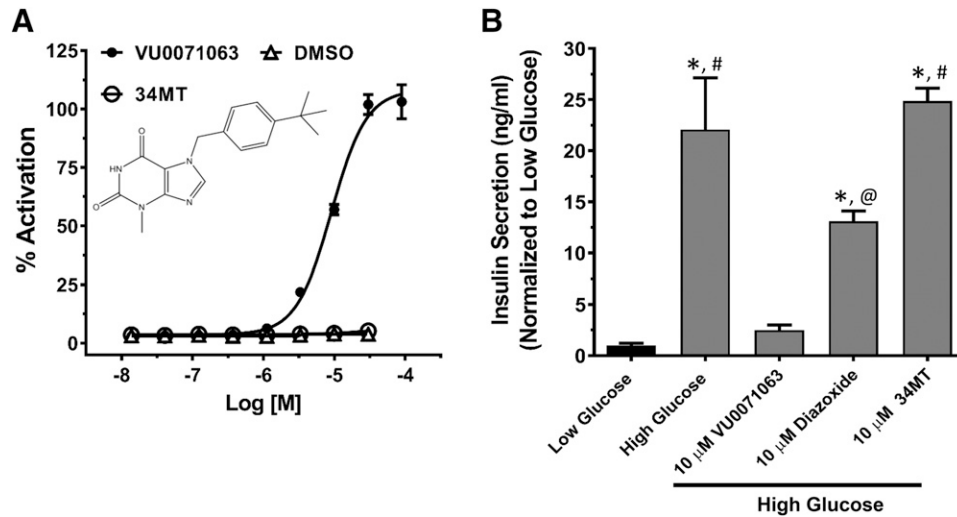 A
VU0071063
DMSO
34MT
125
100
75
50
25
0
% Activation
O
HN
N
N
O
N
N
-8
-7
-6
-5
-4
Log [M]
B
Insulin Secretion (ng/ml)
(Normalized to Low Glucose)
30
25
20
15
10
5
0
*, #
*, @
*, #
Low Glucose
High Glucose
10 μM VU0071063
10 μM Diazoxide
10 μM 34MT
High Glucose